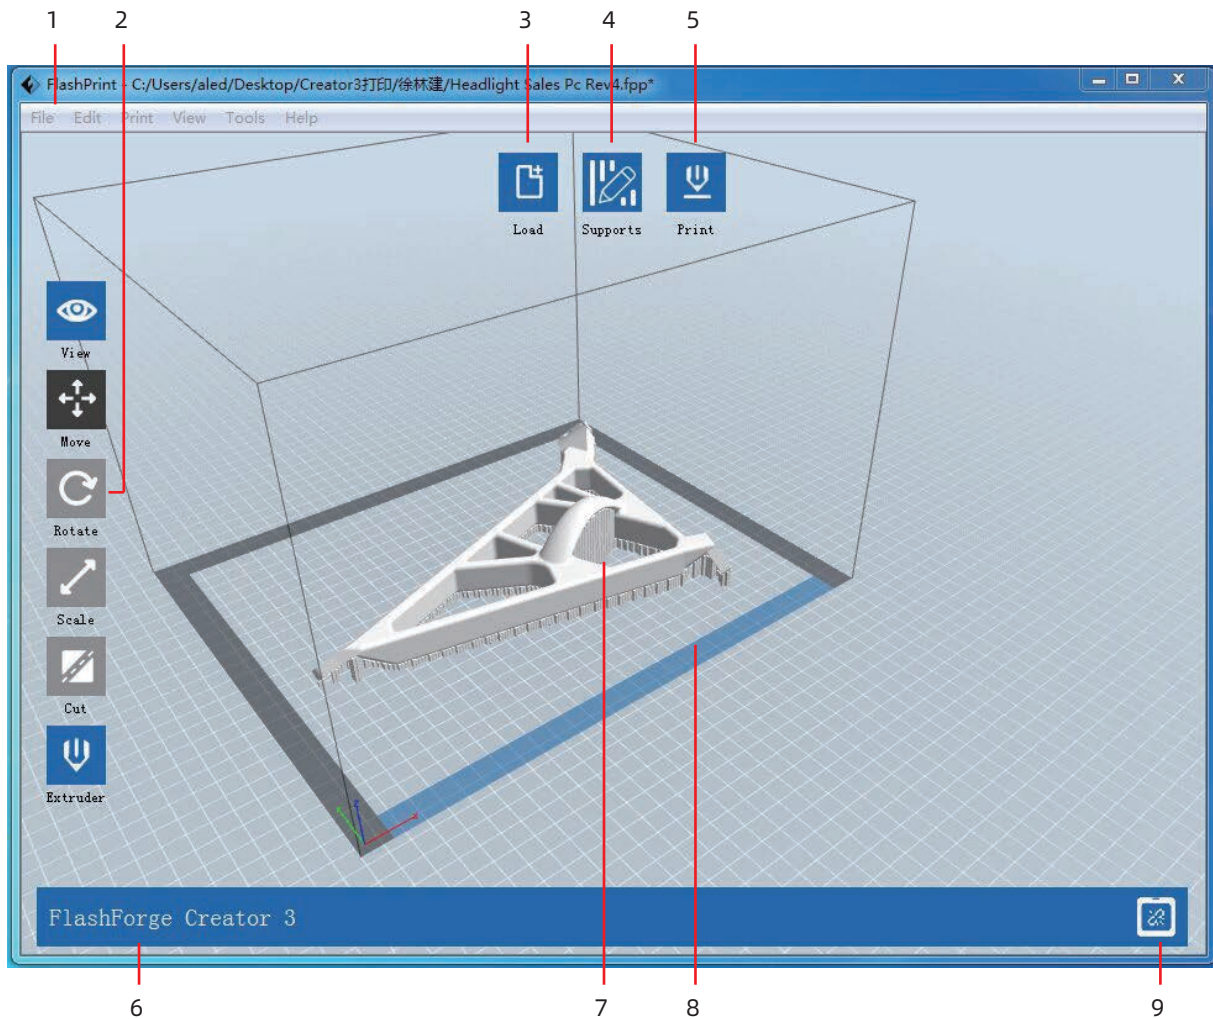 1 2 3 4 5
FlashPrint - C:/Users/aled/Desktop/Creator3打印/徐林建/Headlight Sales Pc Rev4.fpp*
File Edit Print View Tools Help
Load Supports Print
View
Move
Rotate
Scale
Cut
Extruder
Z
Y
X
FlashForge Creator 3
6 7 8 9